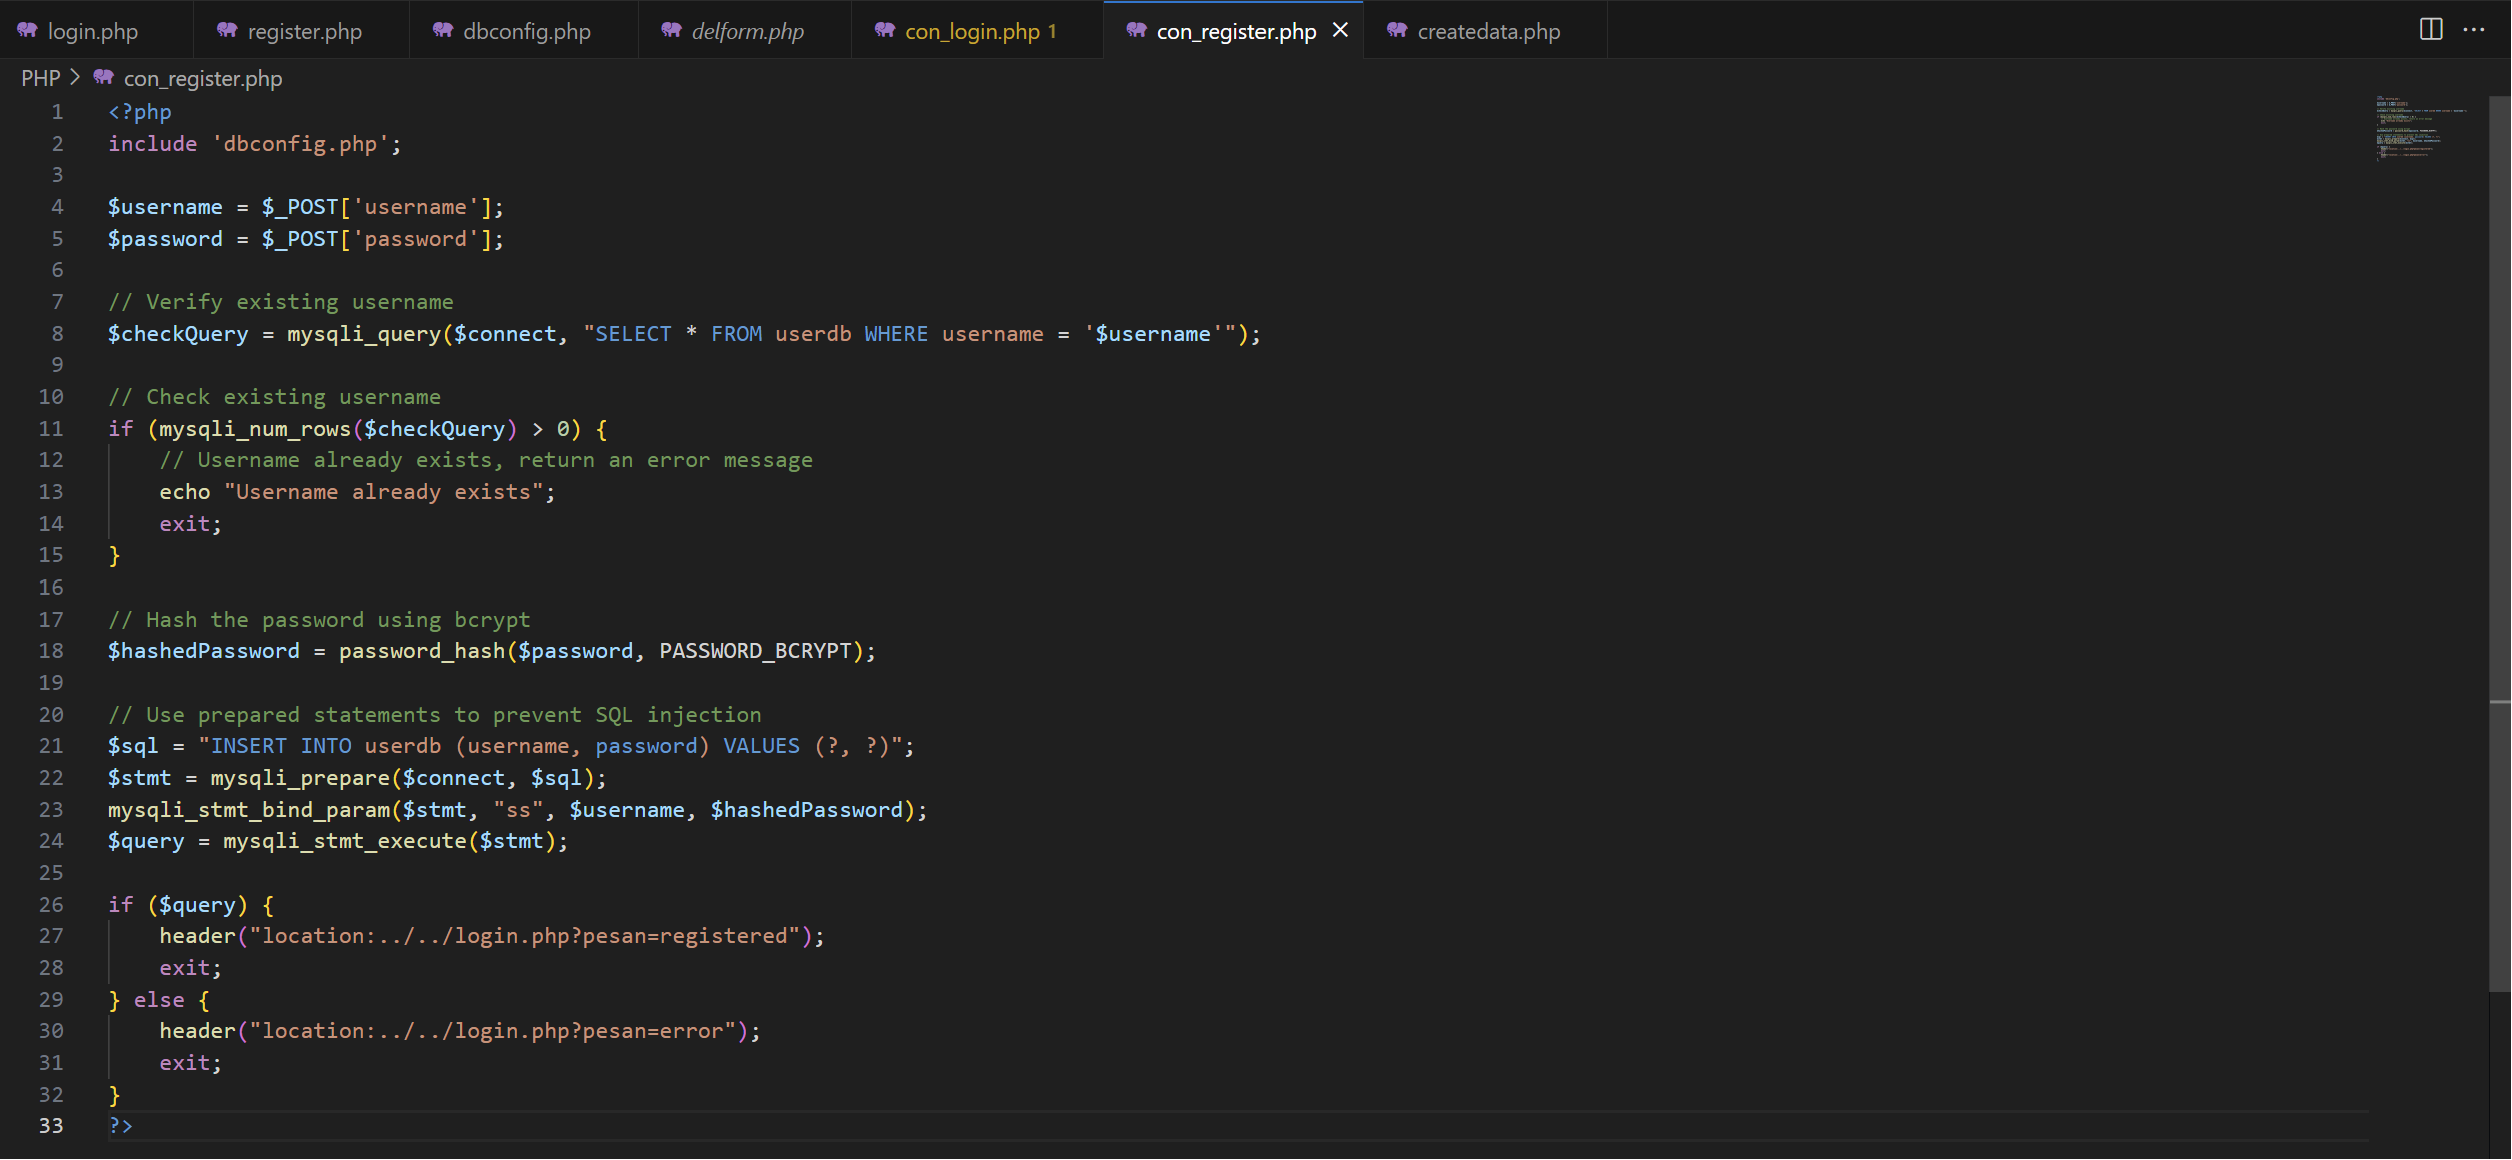 login.php register.php dbconfig.php delform.php con_login.php 1 con_register.php createdata.php
PHP > con_register.php
1 <?php
2 include 'dbconfig.php';
3
4 $username = $_POST['username'];
5 $password = $_POST['password'];
6
7 // Verify existing username
8 $checkQuery = mysqli_query($connect, "SELECT * FROM userdb WHERE username = '$username'");
9
10 // Check existing username
11 if (mysqli_num_rows($checkQuery) > 0) {
12     // Username already exists, return an error message
13     echo "Username already exists";
14     exit;
15 }
16
17 // Hash the password using bcrypt
18 $hashedPassword = password_hash($password, PASSWORD_BCRYPT);
19
20 // Use prepared statements to prevent SQL injection
21 $sql = "INSERT INTO userdb (username, password) VALUES (?, ?)";
22 $stmt = mysqli_prepare($connect, $sql);
23 mysqli_stmt_bind_param($stmt, "ss", $username, $hashedPassword);
24 $query = mysqli_stmt_execute($stmt);
25
26 if ($query) {
27     header("location:../../login.php?pesan=registered");
28     exit;
29 } else {
30     header("location:../../login.php?pesan=error");
31     exit;
32 }
33 ?>